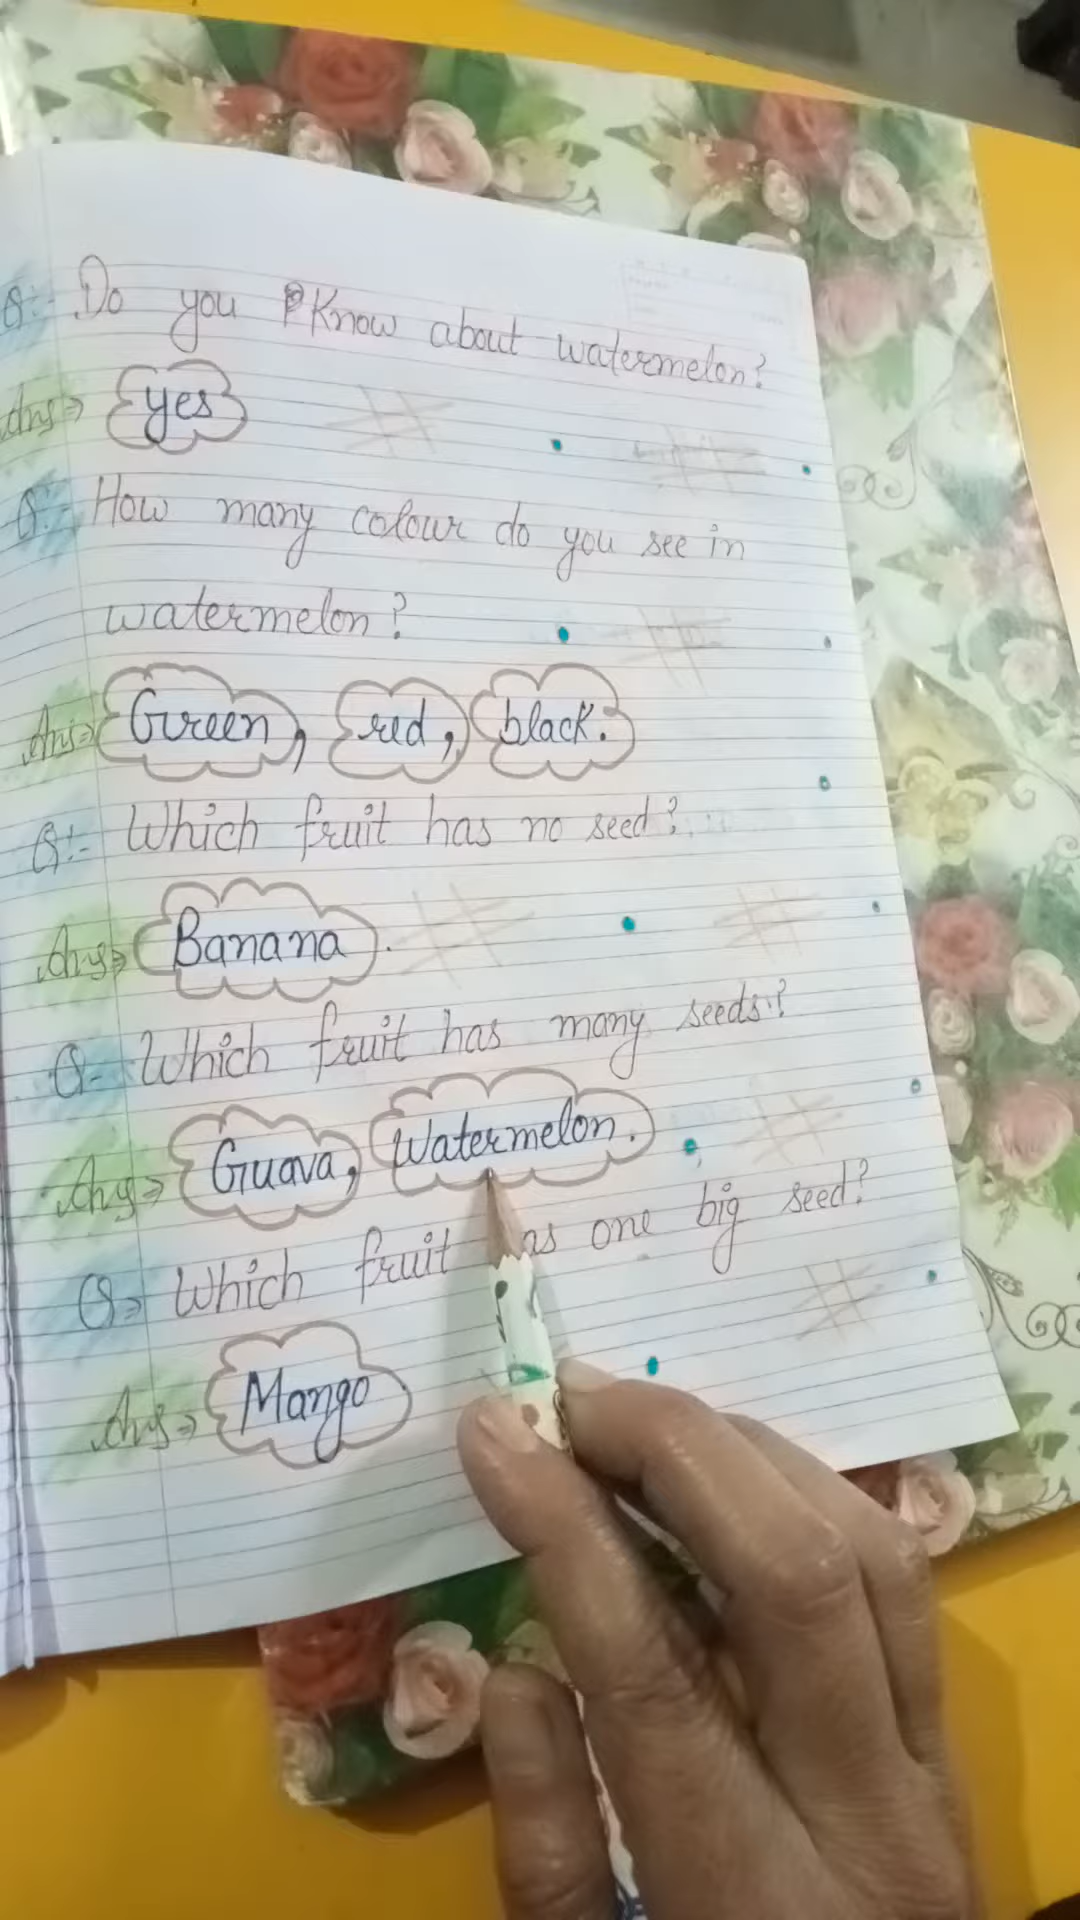 Q:- Do you Know about watermelon?
Ans⇒ yes
Q:- How many colour do you see in
watermelon?
Ans⇒ Green, red, black.
Q:- Which fruit has no seed?
Ans⇒ Banana.
Q- Which fruit has many seeds?
Ans⇒ Guava, Watermelon.
Q⇒ Which fruit as one big seed?
Ans⇒ Mango